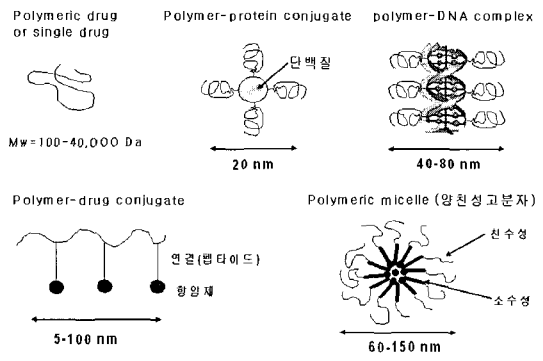 Polymeric drug
or single drug
Mw=100-40,000 Da
Polymer-protein conjugate
단백질
20 nm
polymer-DNA complex
40-80 nm
Polymer-drug conjugate
연결(펩타이드)
항암제
5-100 nm
Polymeric micelle (양친성고분자)
친수성
소수성
60-150 nm